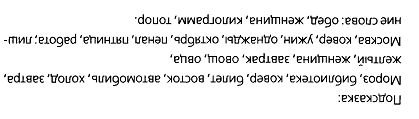 Подсказка:
Мороз, библиотека, ковер, билет, восток, автомобиль, холод, завтра,
желтый, женщина, завтрак, овощ, овца,
Москва, ковер, ужин, однажды, октябрь, пенал, пятница, работа; лиш-
ние слова: обед, женщина, килограмм, топор.